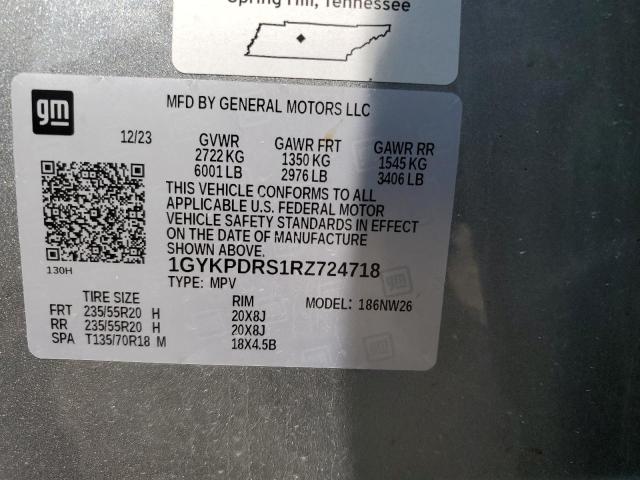 Spring Hill, Tennessee
gm
MFD BY GENERAL MOTORS LLC
12/23 GVWR GAWR FRT GAWR RR
2722 KG 1350 KG 1545 KG
6001 LB 2976 LB 3406 LB
THIS VEHICLE CONFORMS TO ALL
APPLICABLE U.S. FEDERAL MOTOR
VEHICLE SAFETY STANDARDS IN EFFECT
ON THE DATE OF MANUFACTURE
SHOWN ABOVE.
130H
1GYKPDRS1RZ724718
TYPE: MPV
TIRE SIZE RIM MODEL: 186NW26
FRT 235/55R20 H 20X8J
RR 235/55R20 H 20X8J
SPA T135/70R18 M 18X4.5B